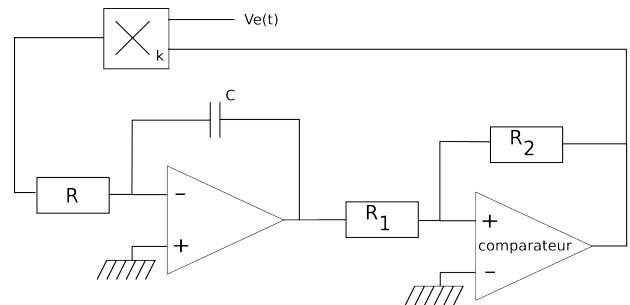 Ve(t)
k
C
R
-
+
R1
R2
+
comparateur
-